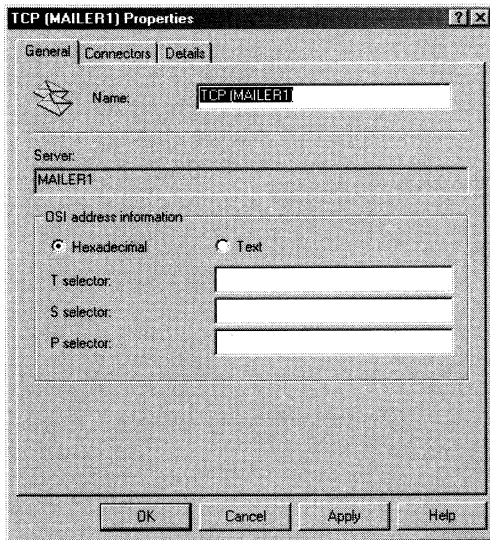 TCP (MAILER1) Properties
General Connectors Details
Name: TCP (MAILER1
Server:
MAILER1
OSI address information
Hexadecimal Text
T selector:
S selector:
P selector:
OK Cancel Apply Help